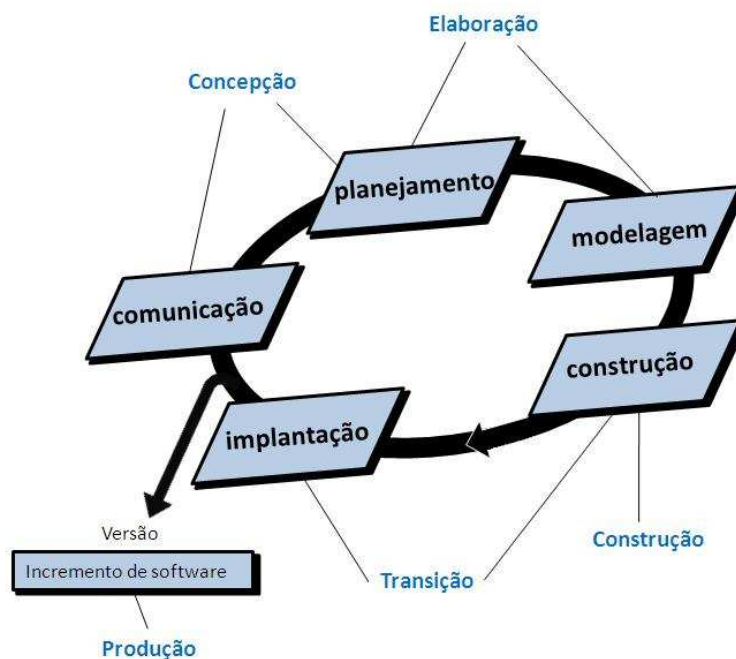 Elaboração
Concepção
planejamento
modelagem
comunicação
construção
implantação
Versão
Incremento de software
Construção
Transição
Produção